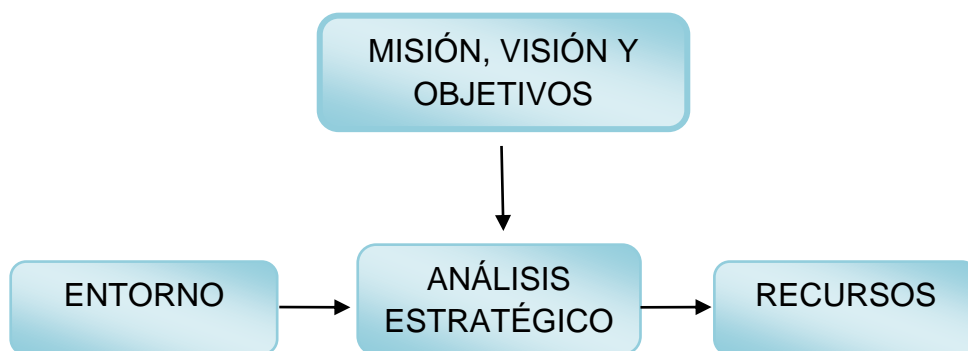 MISIÓN, VISIÓN Y
OBJETIVOS
ENTORNO
ANÁLISIS
ESTRATÉGICO
RECURSOS